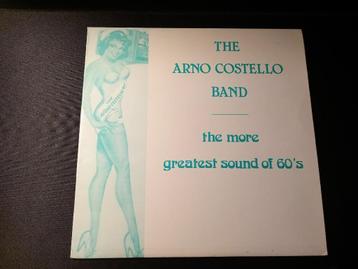 THE
ARNO COSTELLO
BAND
the more
greatest sound of 60's